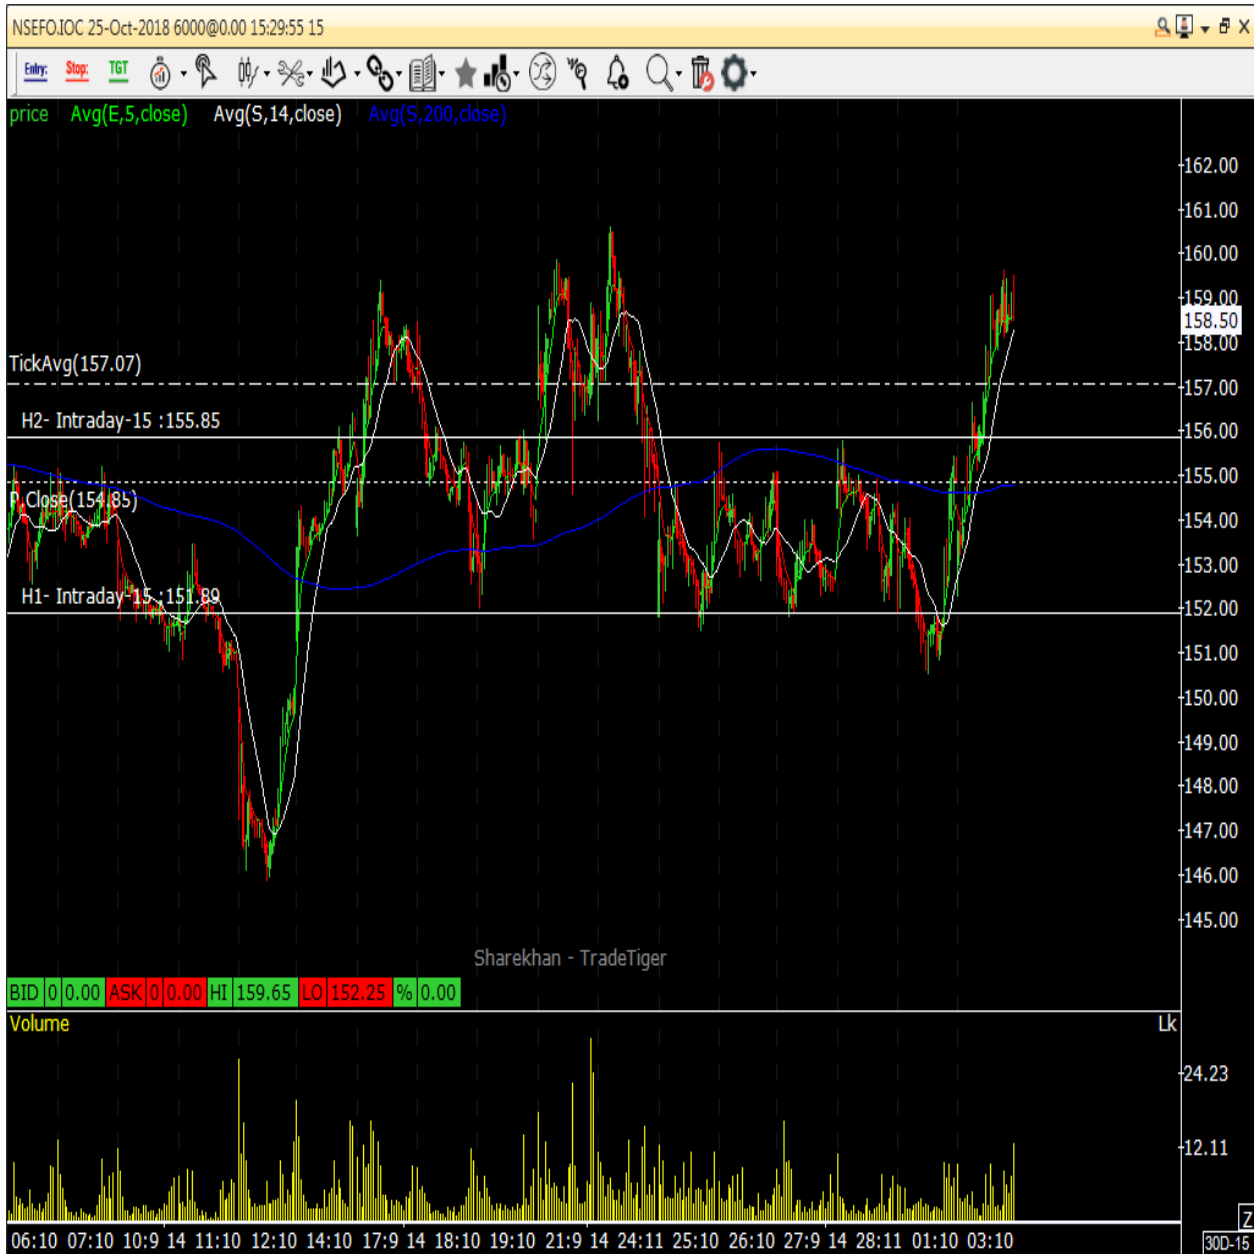 NSEFO.IOC 25-Oct-2018 6000@0.00 15:29:55 15
Entry: Stop: TGT
price Avg(E,5,close) Avg(S,14,close) Avg(S,200,close)
162.00
161.00
160.00
159.00
158.50
158.00
TickAvg(157.07)
157.00
H2- Intraday-15 :155.85
156.00
155.00
P.Close(154.85)
154.00
153.00
H1- Intraday-15 :151.89
152.00
151.00
150.00
149.00
148.00
147.00
146.00
145.00
Sharekhan - TradeTiger
BID 0 0.00 ASK 0 0.00 HI 159.65 LO 152.25 % 0.00
Volume Lk
24.23
12.11
Z
06:10 07:10 10:9 14 11:10 12:10 14:10 17:9 14 18:10 19:10 21:9 14 24:11 25:10 26:10 27:9 14 28:11 01:10 03:10 30D-15